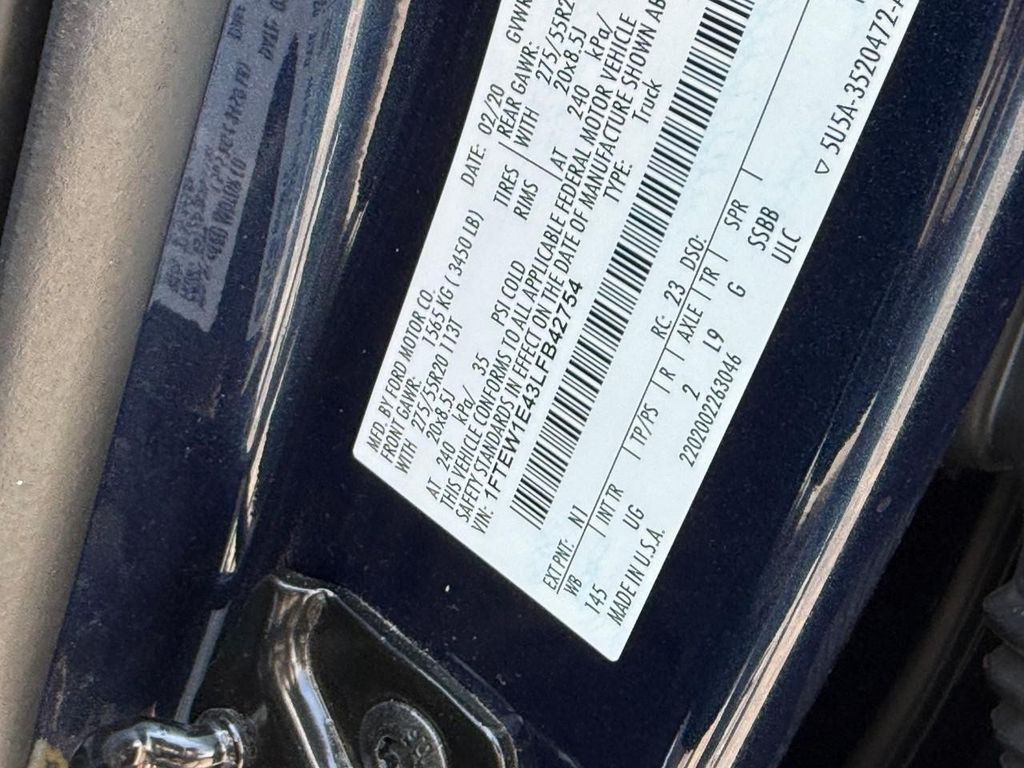 MFD. BY FORD MOTOR CO.
DATE: 02/20 GVWR
FRONT GAWR: 1565 KG ( 3450 LB) REAR GAWR:
WITH 275/55R20 113T TIRES WITH 275/55R2
20x8.5J RIMS 20x8.5J
AT 240 kPa/ 35 PSI COLD AT 240 kPa/
THIS VEHICLE CONFORMS TO ALL APPLICABLE FEDERAL MOTOR VEHICLE
SAFETY STANDARDS IN EFFECT ON THE DATE OF MANUFACTURE SHOWN AB
VIN: 1FTEW1E43LFB42754 TYPE: Truck
EXT PNT: N1 RC: 23 DSO:
WB INT TR TP/PS R AXLE TR SPR
145 UG 2 L9 G SSBB
MADE IN U.S.A. 2202002263046 ULC
5U5A-3520472-A